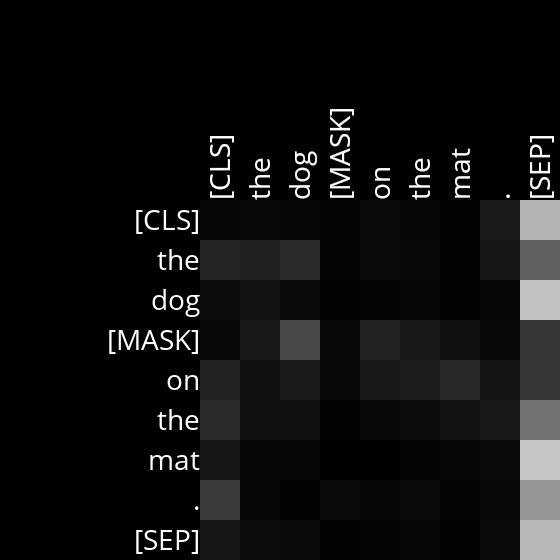 [CLS] the dog [MASK] on the mat . [SEP]
[CLS]
the
dog
[MASK]
on
the
mat
.
[SEP]